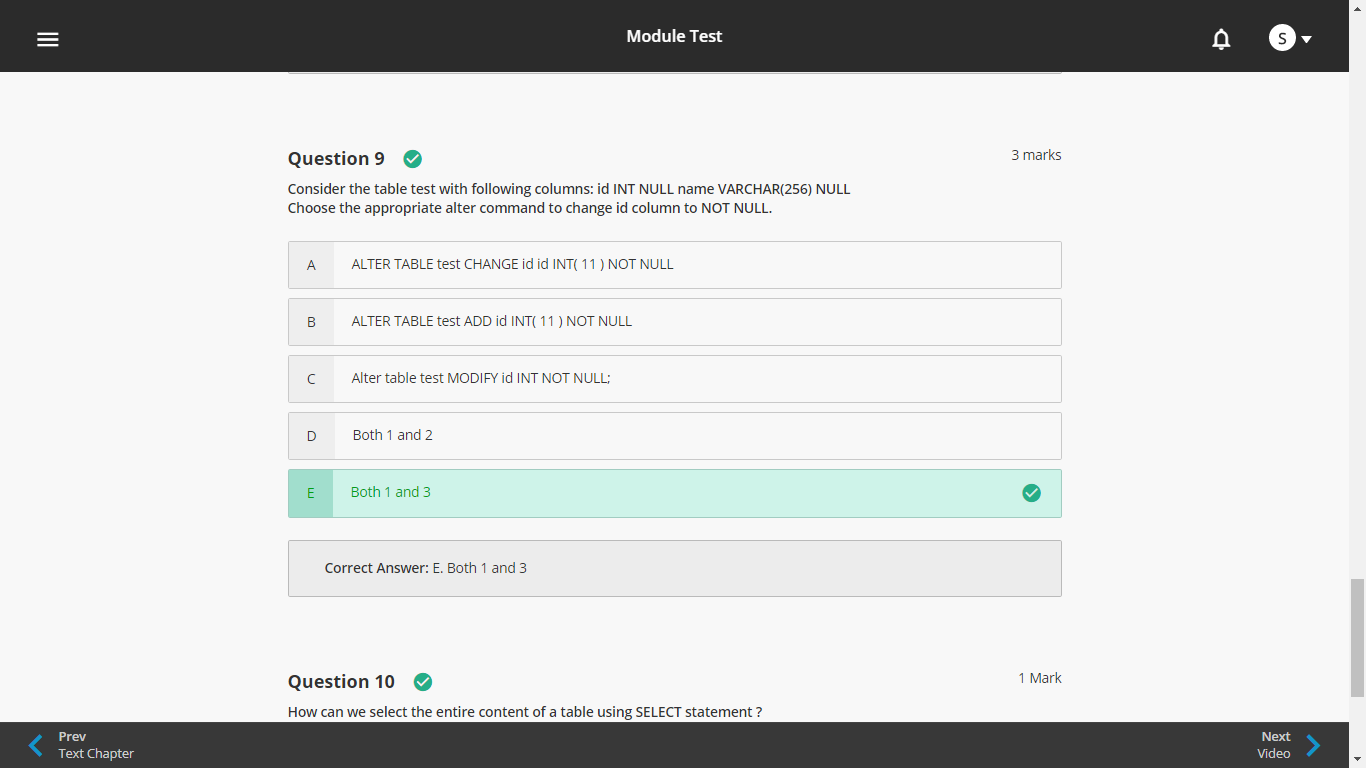 Module Test
S
Question 9
3 marks
Consider the table test with following columns: id INT NULL name VARCHAR(256) NULL
Choose the appropriate alter command to change id column to NOT NULL.
A ALTER TABLE test CHANGE id id INT( 11 ) NOT NULL
B ALTER TABLE test ADD id INT( 11 ) NOT NULL
C Alter table test MODIFY id INT NOT NULL;
D Both 1 and 2
E Both 1 and 3
Correct Answer: E. Both 1 and 3
Question 10
1 Mark
How can we select the entire content of a table using SELECT statement ?
Prev
Text Chapter
Next
Video